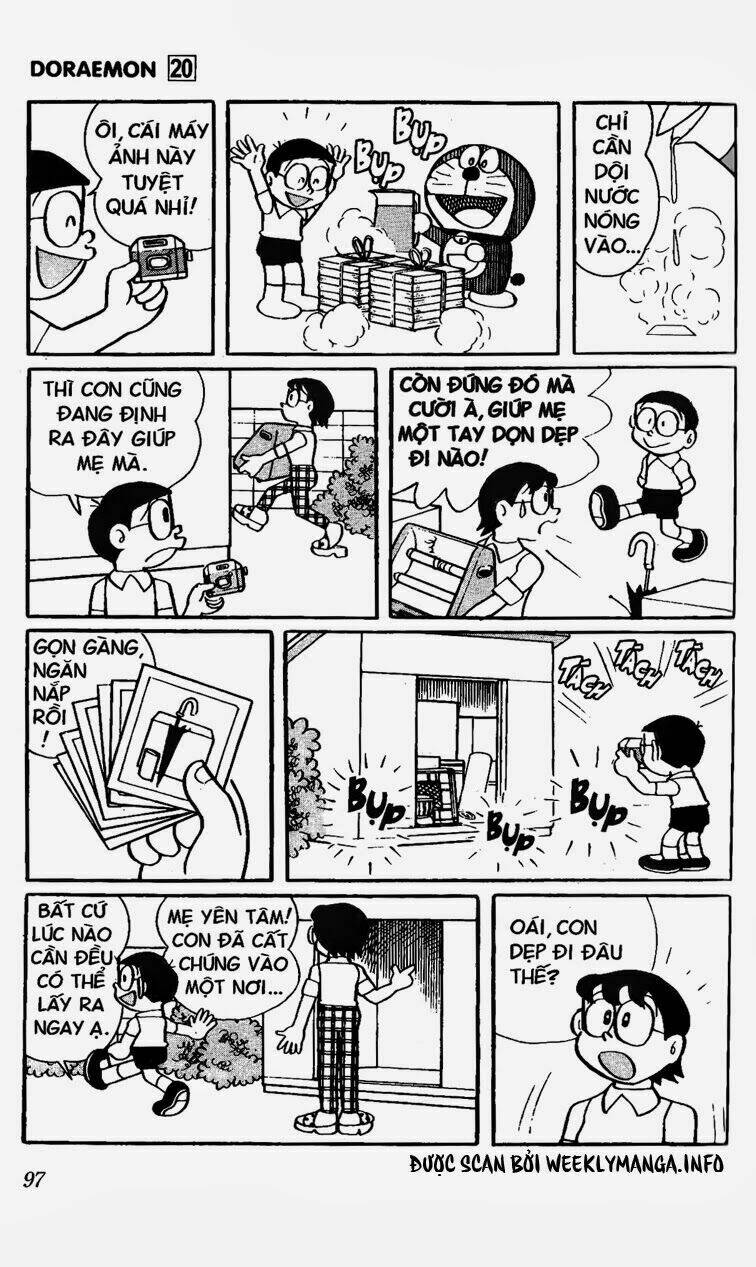 DORAEMON 20
CHỈ
CẦN
DỘI
NƯỚC
NÓNG
VÀO...
BỤP
BỤP
ÔI, CÁI MÁY
ẢNH NÀY
TUYỆT
QUÁ NHỈ!
CÒN ĐỨNG ĐÓ MÀ
CƯỜI À, GIÚP MẸ
MỘT TAY DỌN DẸP
ĐI NÀO!
THÌ CON CŨNG
ĐANG ĐỊNH
RA ĐÂY GIÚP
MẸ MÀ.
TÁCH
TÁCH
TÁCH
BỤP
BỤP
BỤP
GỌN GÀNG,
NGĂN
NẮP
RỒI
!
OÁI, CON
DẸP ĐI ĐÂU
THẾ?
MẸ YÊN TÂM!
CON ĐÃ CẤT
CHÚNG VÀO
MỘT NƠI...
BẤT CỨ
LÚC NÀO
CẦN ĐỀU
CÓ THỂ
LẤY RA
NGAY Ạ.
ĐƯỢC SCAN BỞI WEEKLYMANGA.INFO
97